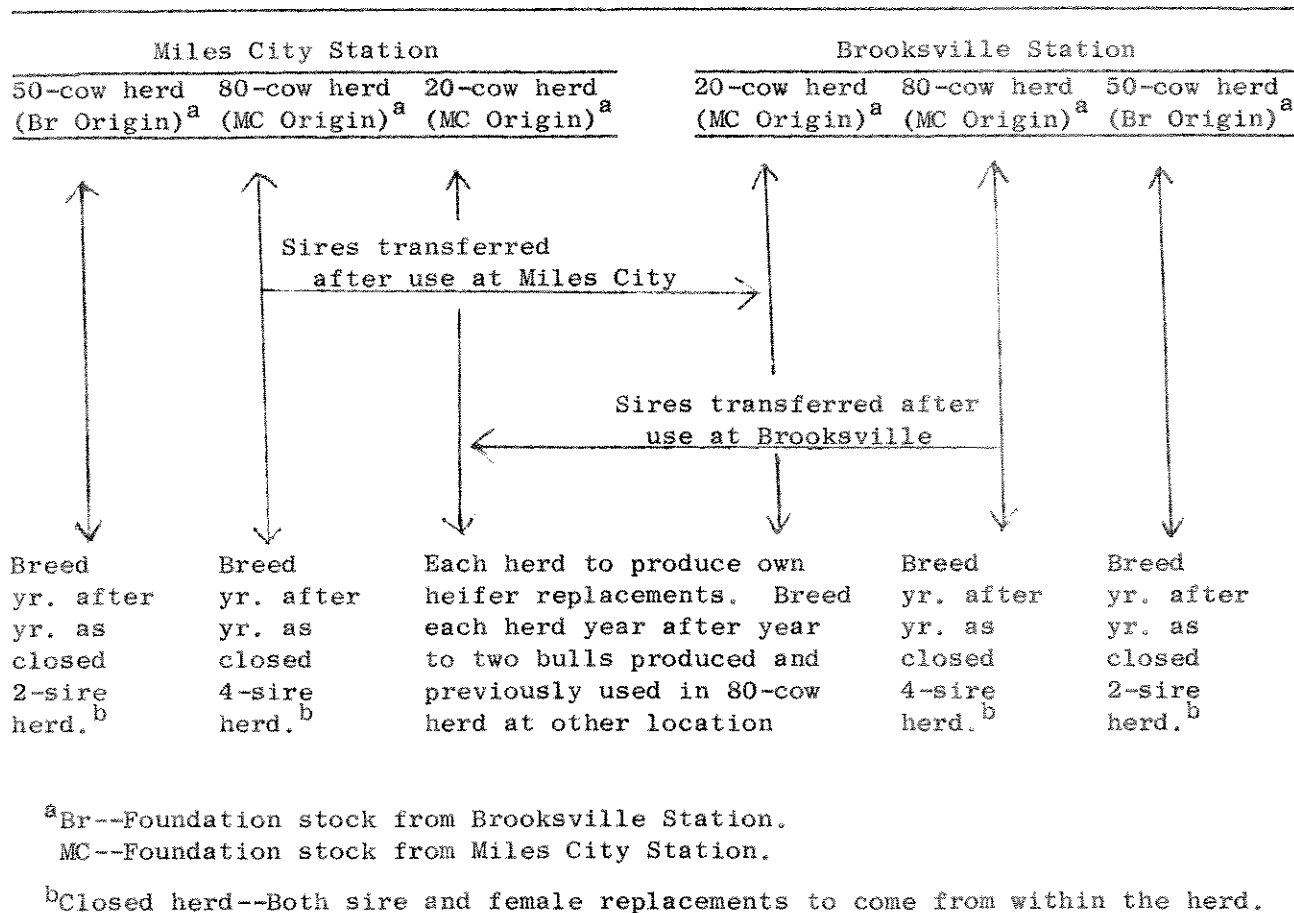 Miles City Station Brooksville Station
50-cow herd 80-cow herd 20-cow herd 20-cow herd 80-cow herd 50-cow herd
(Br Origin)a (MC Origin)a (MC Origin)a (MC Origin)a (MC Origin)a (Br Origin)a
Sires transferred
after use at Miles City
Sires transferred after
use at Brooksville
Breed Breed Each herd to produce own Breed Breed
yr. after yr. after heifer replacements. Breed yr. after yr. after
yr. as yr. as each herd year after year yr. as yr. as
closed closed to two bulls produced and closed closed
2-sire 4-sire previously used in 80-cow 4-sire 2-sire
herd.b herd.b herd at other location herd.b herd.b
aBr--Foundation stock from Brooksville Station.
MC--Foundation stock from Miles City Station.
bClosed herd--Both sire and female replacements to come from within the herd.